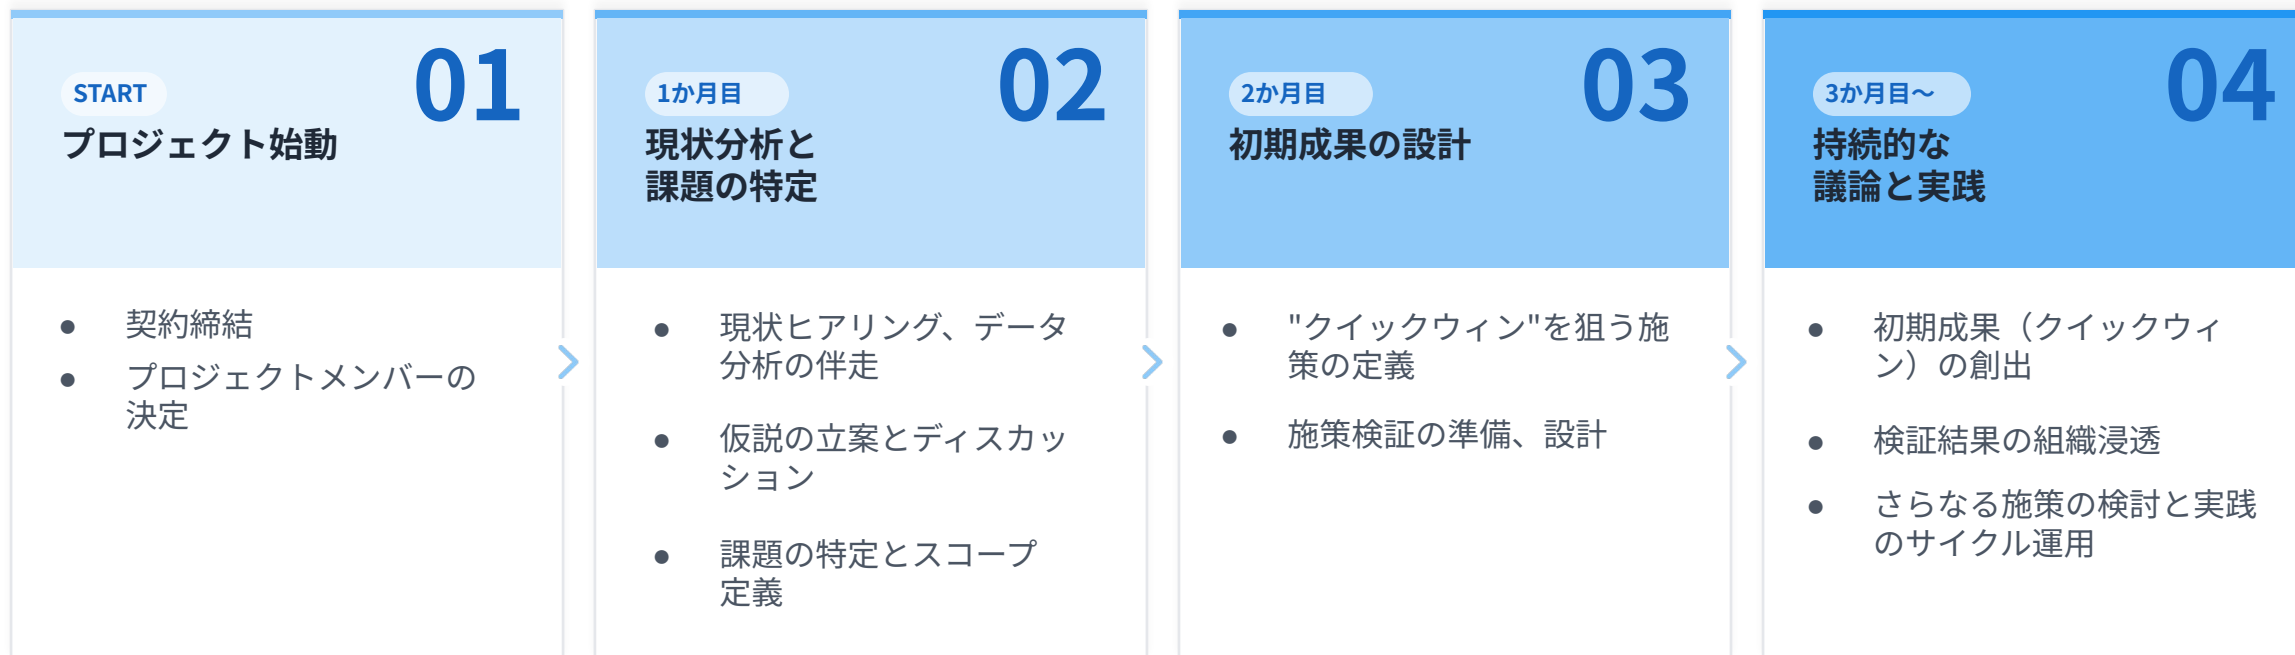 START
01
プロジェクト始動
● 契約締結
● プロジェクトメンバーの
決定
1か月目
02
現状分析と
課題の特定
● 現状ヒアリング、データ
分析の伴走
● 仮説の立案とディスカッ
ション
● 課題の特定とスコープ
定義
2か月目
03
初期成果の設計
● "クイックウィン"を狙う施
策の定義
● 施策検証の準備、設計
3か月目～
04
持続的な
議論と実践
● 初期成果（クイックウィ
ン）の創出
● 検証結果の組織浸透
● さらなる施策の検討と実践
のサイクル運用